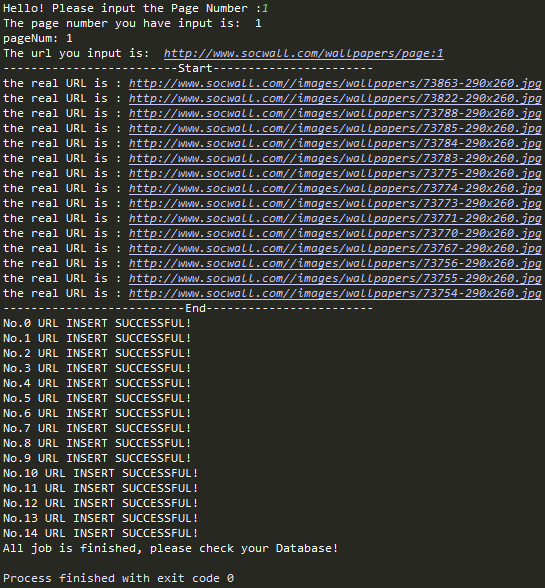 Hello! Please input the Page Number :1
The page number you have input is:  1
pageNum: 1
The url you input is:  http://www.socwall.com/wallpapers/page:1
-------------------------Start-----------------------
the real URL is : http://www.socwall.com//images/wallpapers/73863-290x260.jpg
the real URL is : http://www.socwall.com//images/wallpapers/73822-290x260.jpg
the real URL is : http://www.socwall.com//images/wallpapers/73788-290x260.jpg
the real URL is : http://www.socwall.com//images/wallpapers/73785-290x260.jpg
the real URL is : http://www.socwall.com//images/wallpapers/73784-290x260.jpg
the real URL is : http://www.socwall.com//images/wallpapers/73783-290x260.jpg
the real URL is : http://www.socwall.com//images/wallpapers/73775-290x260.jpg
the real URL is : http://www.socwall.com//images/wallpapers/73774-290x260.jpg
the real URL is : http://www.socwall.com//images/wallpapers/73773-290x260.jpg
the real URL is : http://www.socwall.com//images/wallpapers/73771-290x260.jpg
the real URL is : http://www.socwall.com//images/wallpapers/73770-290x260.jpg
the real URL is : http://www.socwall.com//images/wallpapers/73767-290x260.jpg
the real URL is : http://www.socwall.com//images/wallpapers/73756-290x260.jpg
the real URL is : http://www.socwall.com//images/wallpapers/73755-290x260.jpg
the real URL is : http://www.socwall.com//images/wallpapers/73754-290x260.jpg
--------------------------End------------------------
No.0 URL INSERT SUCCESSFUL!
No.1 URL INSERT SUCCESSFUL!
No.2 URL INSERT SUCCESSFUL!
No.3 URL INSERT SUCCESSFUL!
No.4 URL INSERT SUCCESSFUL!
No.5 URL INSERT SUCCESSFUL!
No.6 URL INSERT SUCCESSFUL!
No.7 URL INSERT SUCCESSFUL!
No.8 URL INSERT SUCCESSFUL!
No.9 URL INSERT SUCCESSFUL!
No.10 URL INSERT SUCCESSFUL!
No.11 URL INSERT SUCCESSFUL!
No.12 URL INSERT SUCCESSFUL!
No.13 URL INSERT SUCCESSFUL!
No.14 URL INSERT SUCCESSFUL!
All job is finished, please check your Database!
Process finished with exit code 0